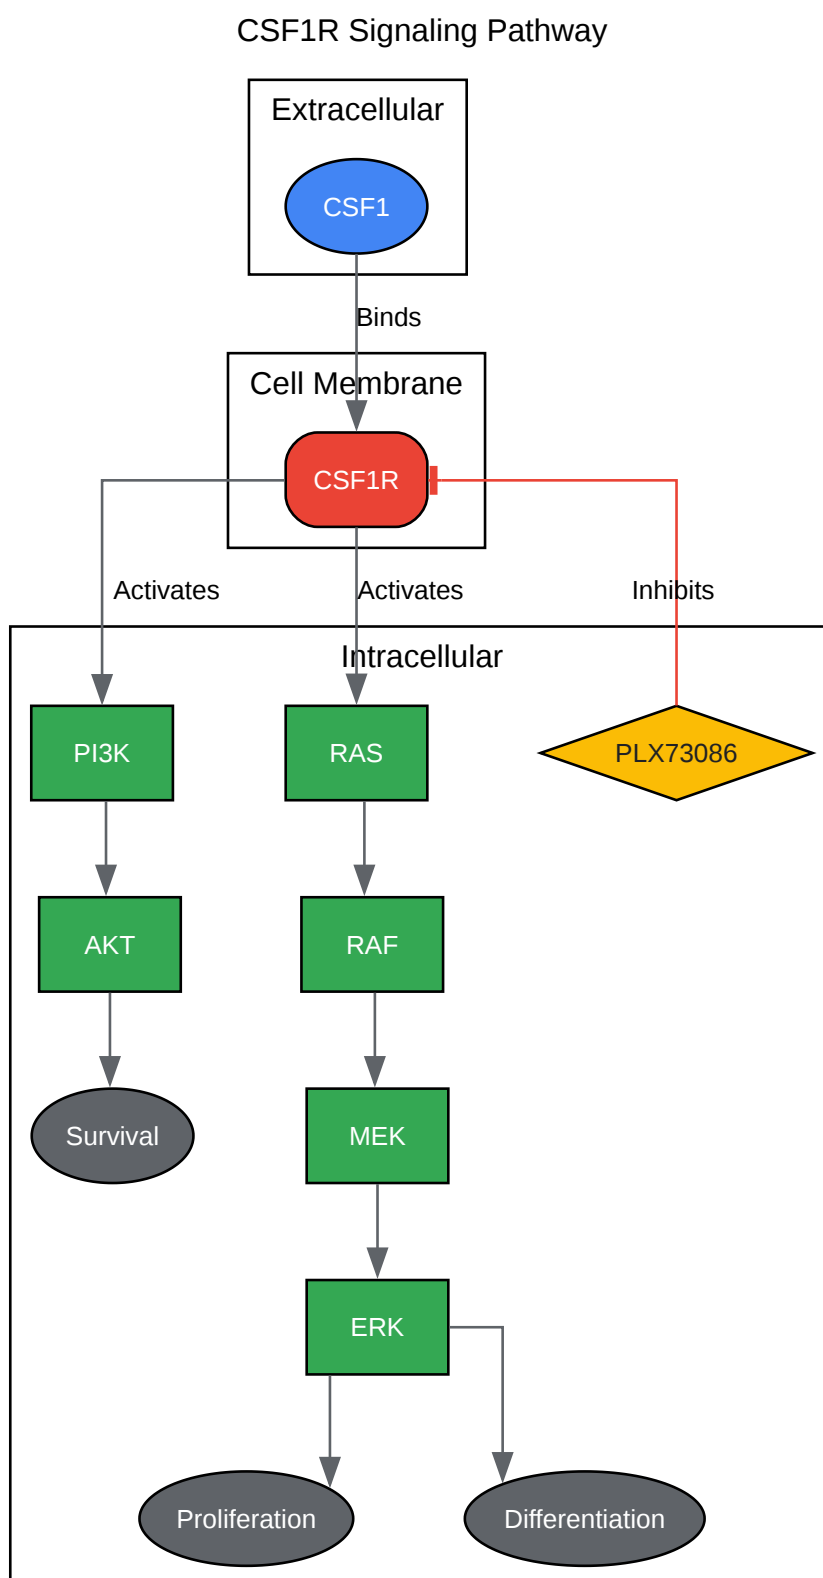 CSF1R Signaling Pathway
Extracellular
CSF1
Binds
Cell Membrane
CSF1R
Activates
Activates
Inhibits
Intracellular
PI3K
RAS
PLX73086
AKT
RAF
Survival
MEK
ERK
Proliferation
Differentiation